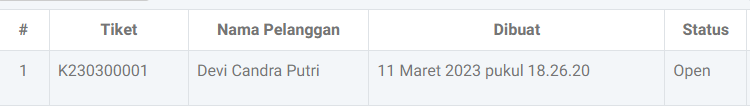 # Tiket Nama Pelanggan Dibuat Status
1 K230300001 Devi Candra Putri 11 Maret 2023 pukul 18.26.20 Open